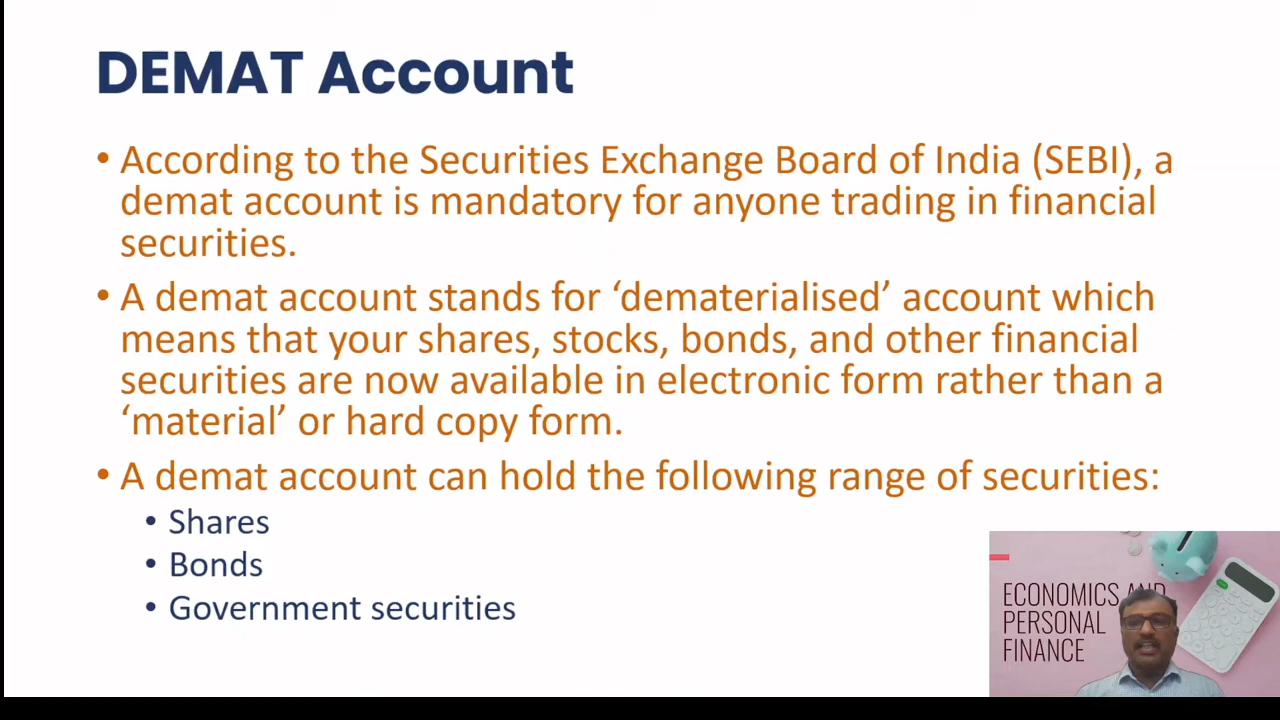 DEMAT Account
• According to the Securities Exchange Board of India (SEBI), a
demat account is mandatory for anyone trading in financial
securities.
• A demat account stands for ‘dematerialised’ account which
means that your shares, stocks, bonds, and other financial
securities are now available in electronic form rather than a
‘material’ or hard copy form.
• A demat account can hold the following range of securities:
• Shares
• Bonds
• Government securities
ECONOMICS AND
PERSONAL
FINANCE